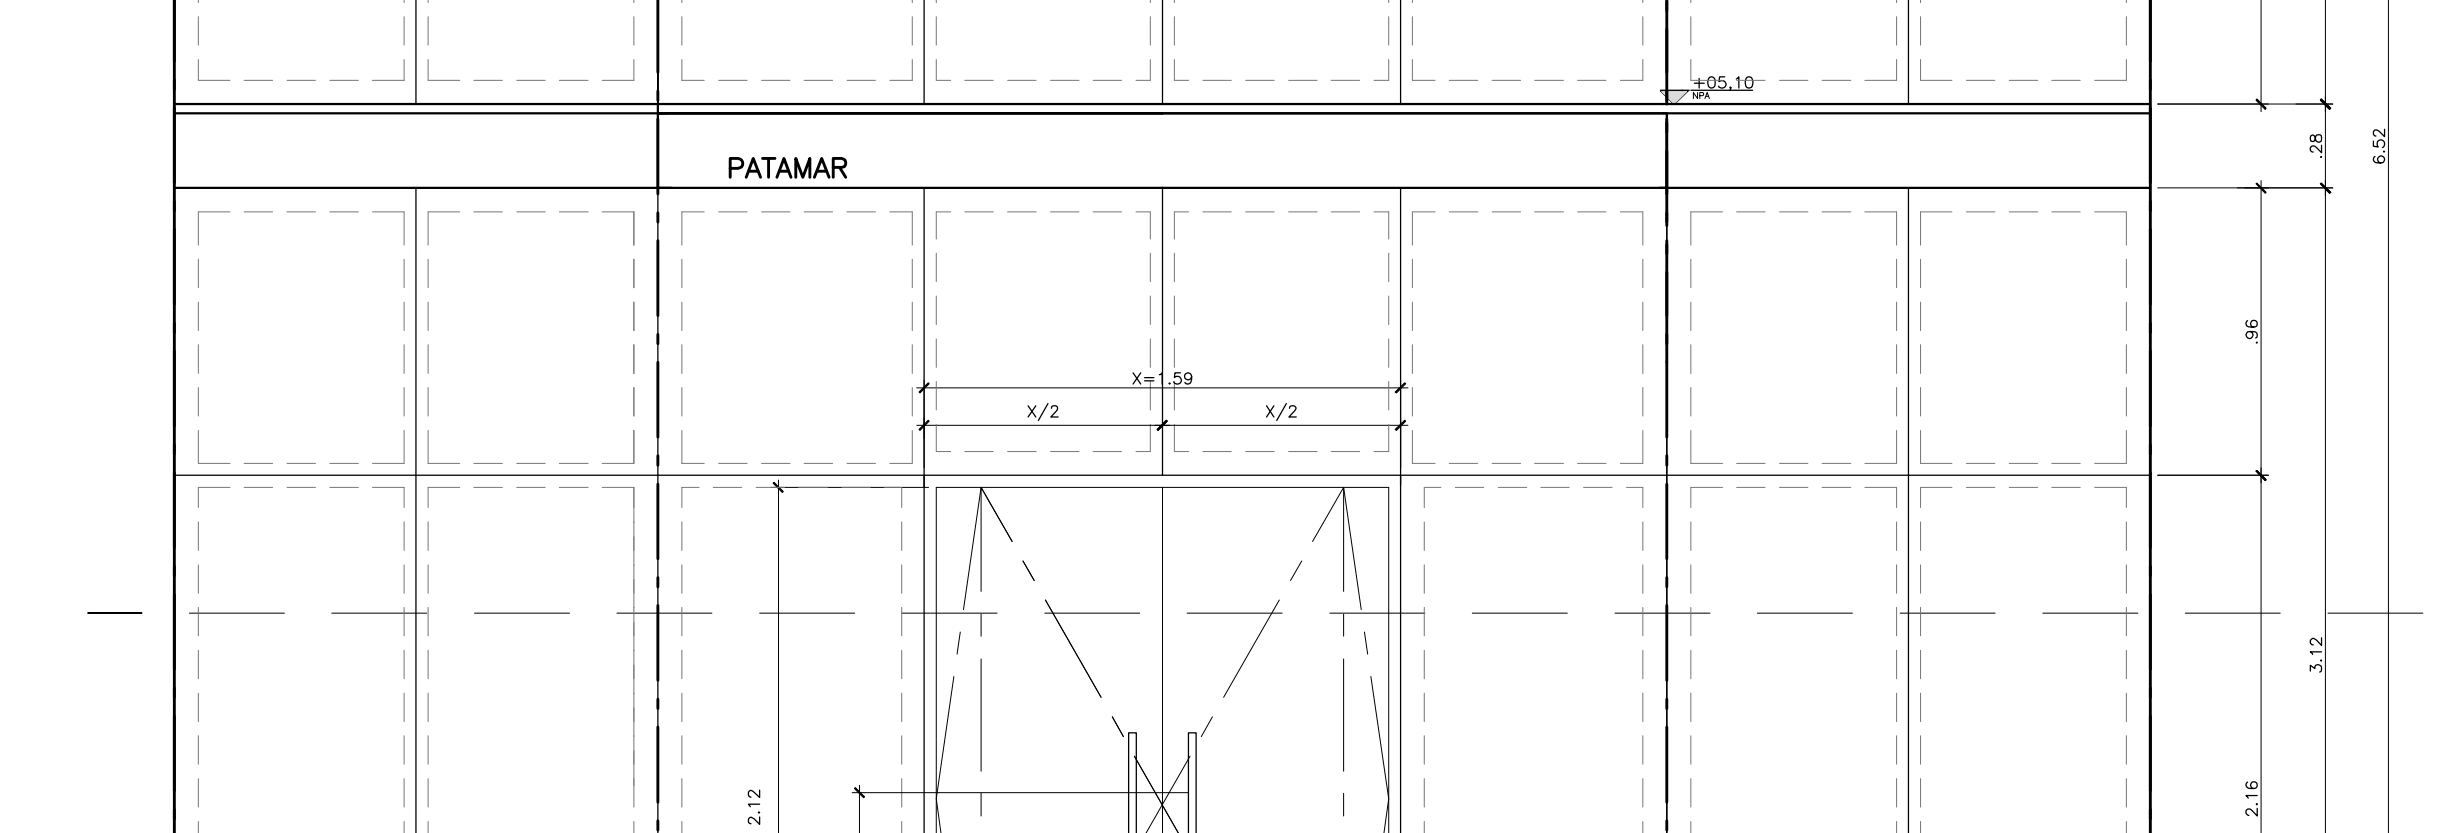 +05,10
NPA
PATAMAR
.28
6.52
.96
X=1.59
X/2
X/2
3.12
2.12
2.16